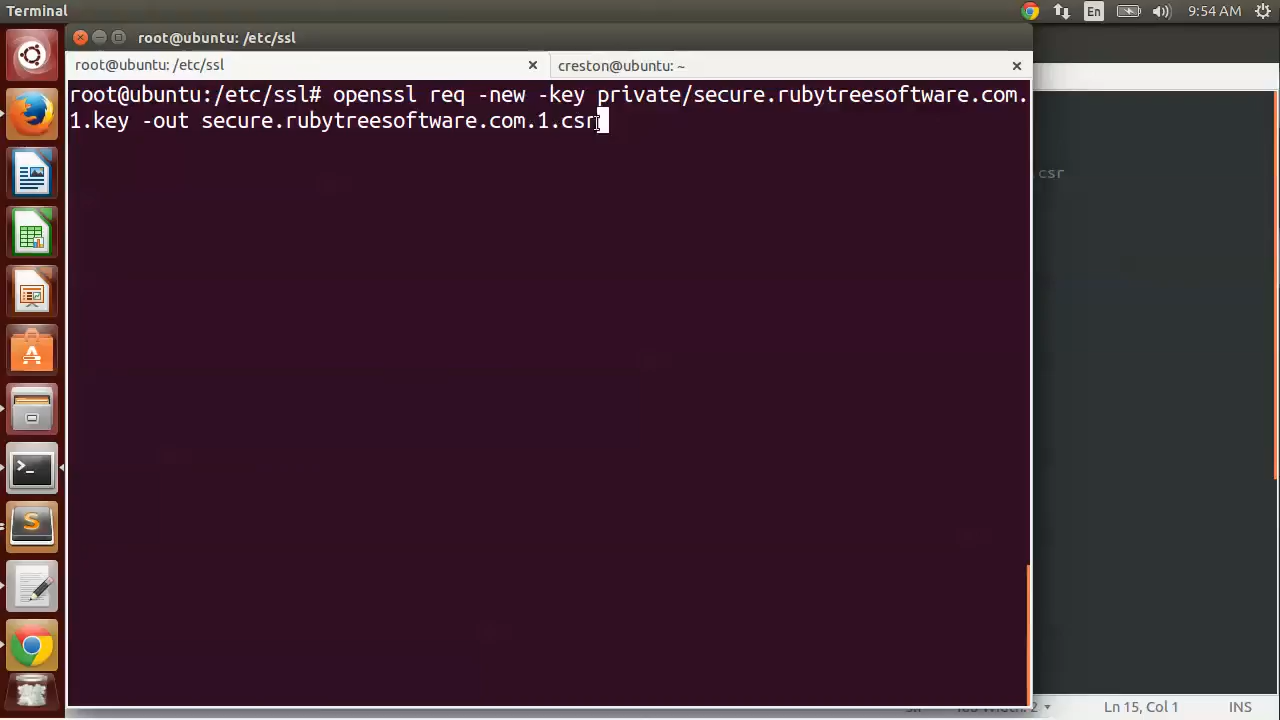 Terminal
En
9:54 AM
root@ubuntu: /etc/ssl
root@ubuntu: /etc/ssl
creston@ubuntu: ~
root@ubuntu:/etc/ssl# openssl req -new -key private/secure.rubytreesoftware.com.
1.key -out secure.rubytreesoftware.com.1.csr
csr
Ln 15, Col 1
INS